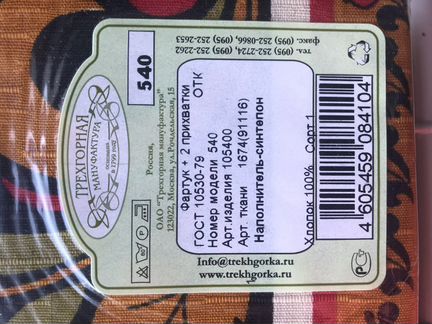 ТРЕХГОРНАЯ
МАНУФАКТУРА
основана
в 1799 году
540
Россия,
ОАО "Трехгорная мануфактура"
123022, Москва, ул.Рочдельская, 15
тел. (095) 252-2724, (095) 252-2262
факс. (095) 252-0866, (095) 252-2653
Фартук + 2 прихватки
ГОСТ 10530-79 ОТК
Номер модели 540
Арт.изделия 105400
Арт. ткани 1674(91116)
Наполнитель-синтепон
Хлопок 100% Сорт 1
4 605459 084104
info@trekhgorka.ru
www.trekhgorka.ru